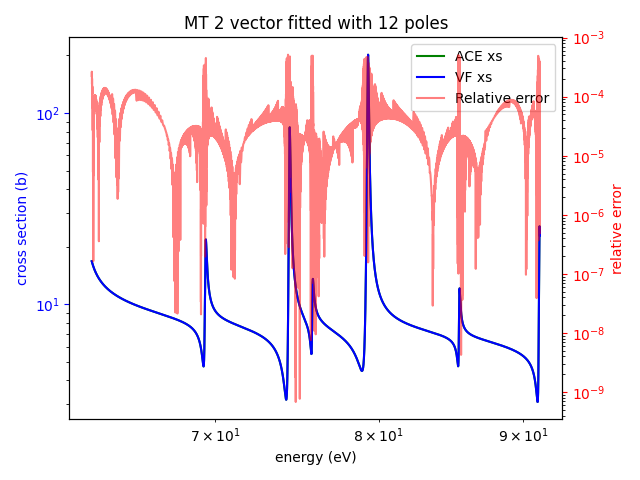 MT 2 vector fitted with 12 poles
ACE xs
VF xs
Relative error
10²
10¹
cross section (b)
10⁻³
10⁻⁴
10⁻⁵
10⁻⁶
10⁻⁷
10⁻⁸
10⁻⁹
relative error
7 × 10¹
8 × 10¹
9 × 10¹
energy (eV)